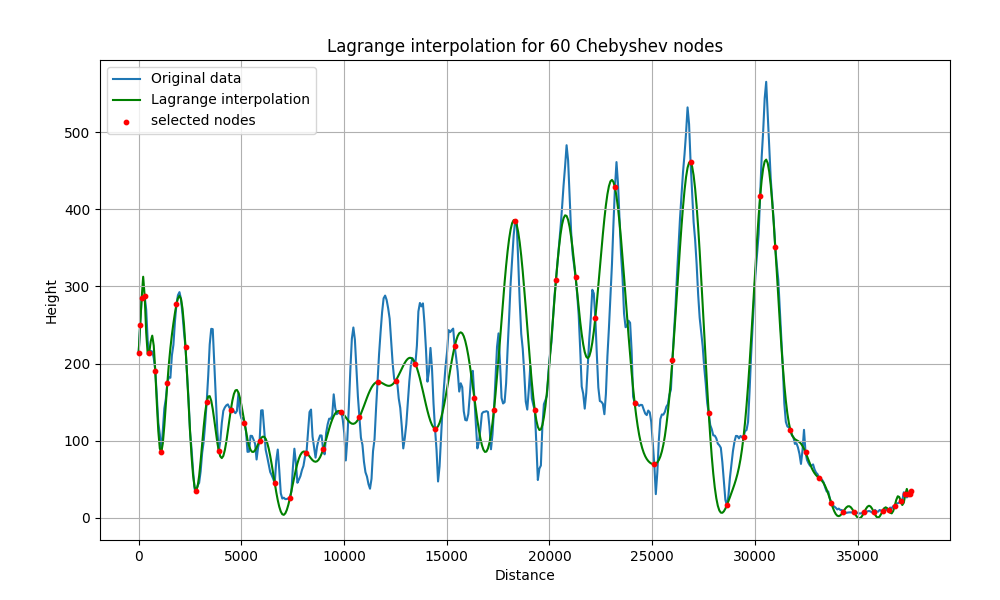 Lagrange interpolation for 60 Chebyshev nodes
Original data
Lagrange interpolation
selected nodes
500
400
300
200
100
0
Height
0 5000 10000 15000 20000 25000 30000 35000
Distance